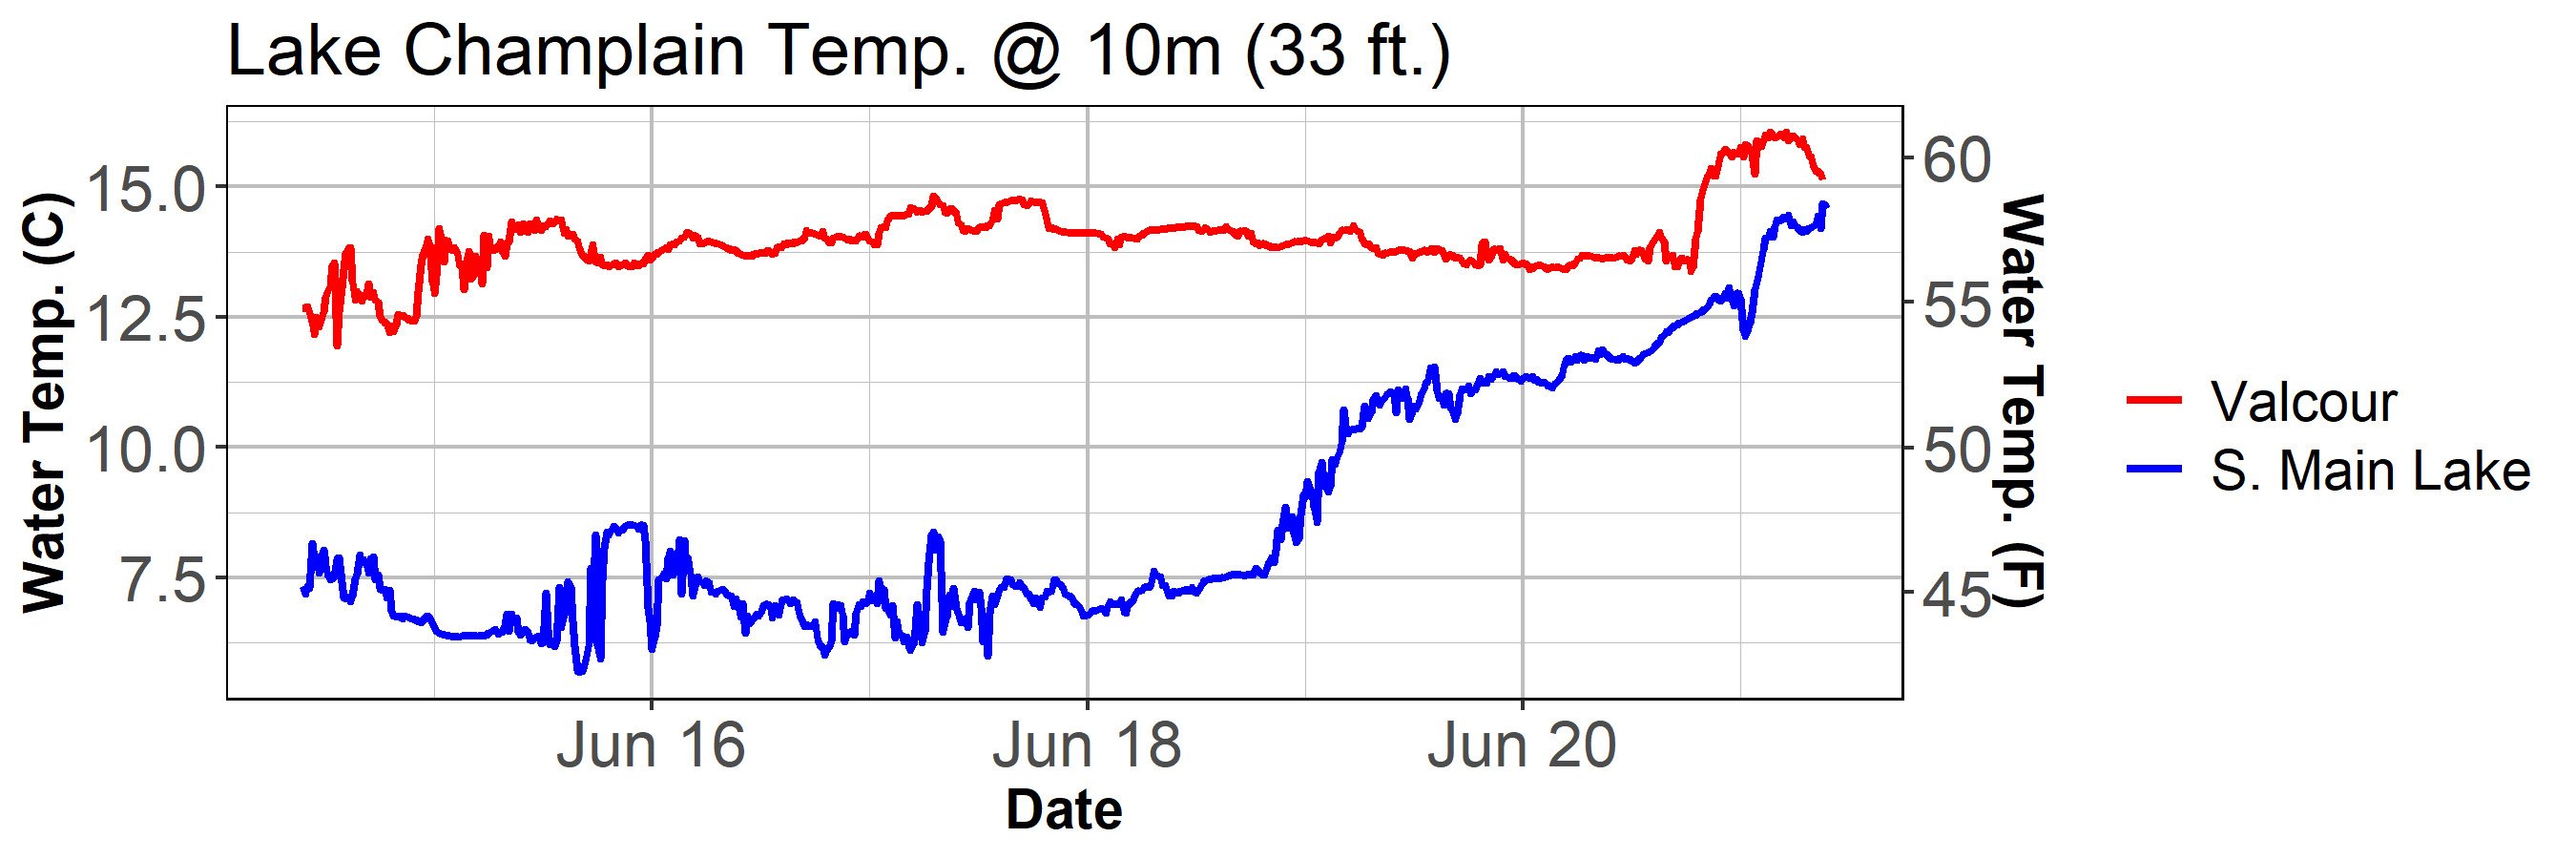 Lake Champlain Temp. @ 10m (33 ft.)
Water Temp. (C)
15.0
12.5
10.0
7.5
60
55
50
45
Water Temp. (F)
Jun 16
Jun 18
Jun 20
Date
Valcour
S. Main Lake